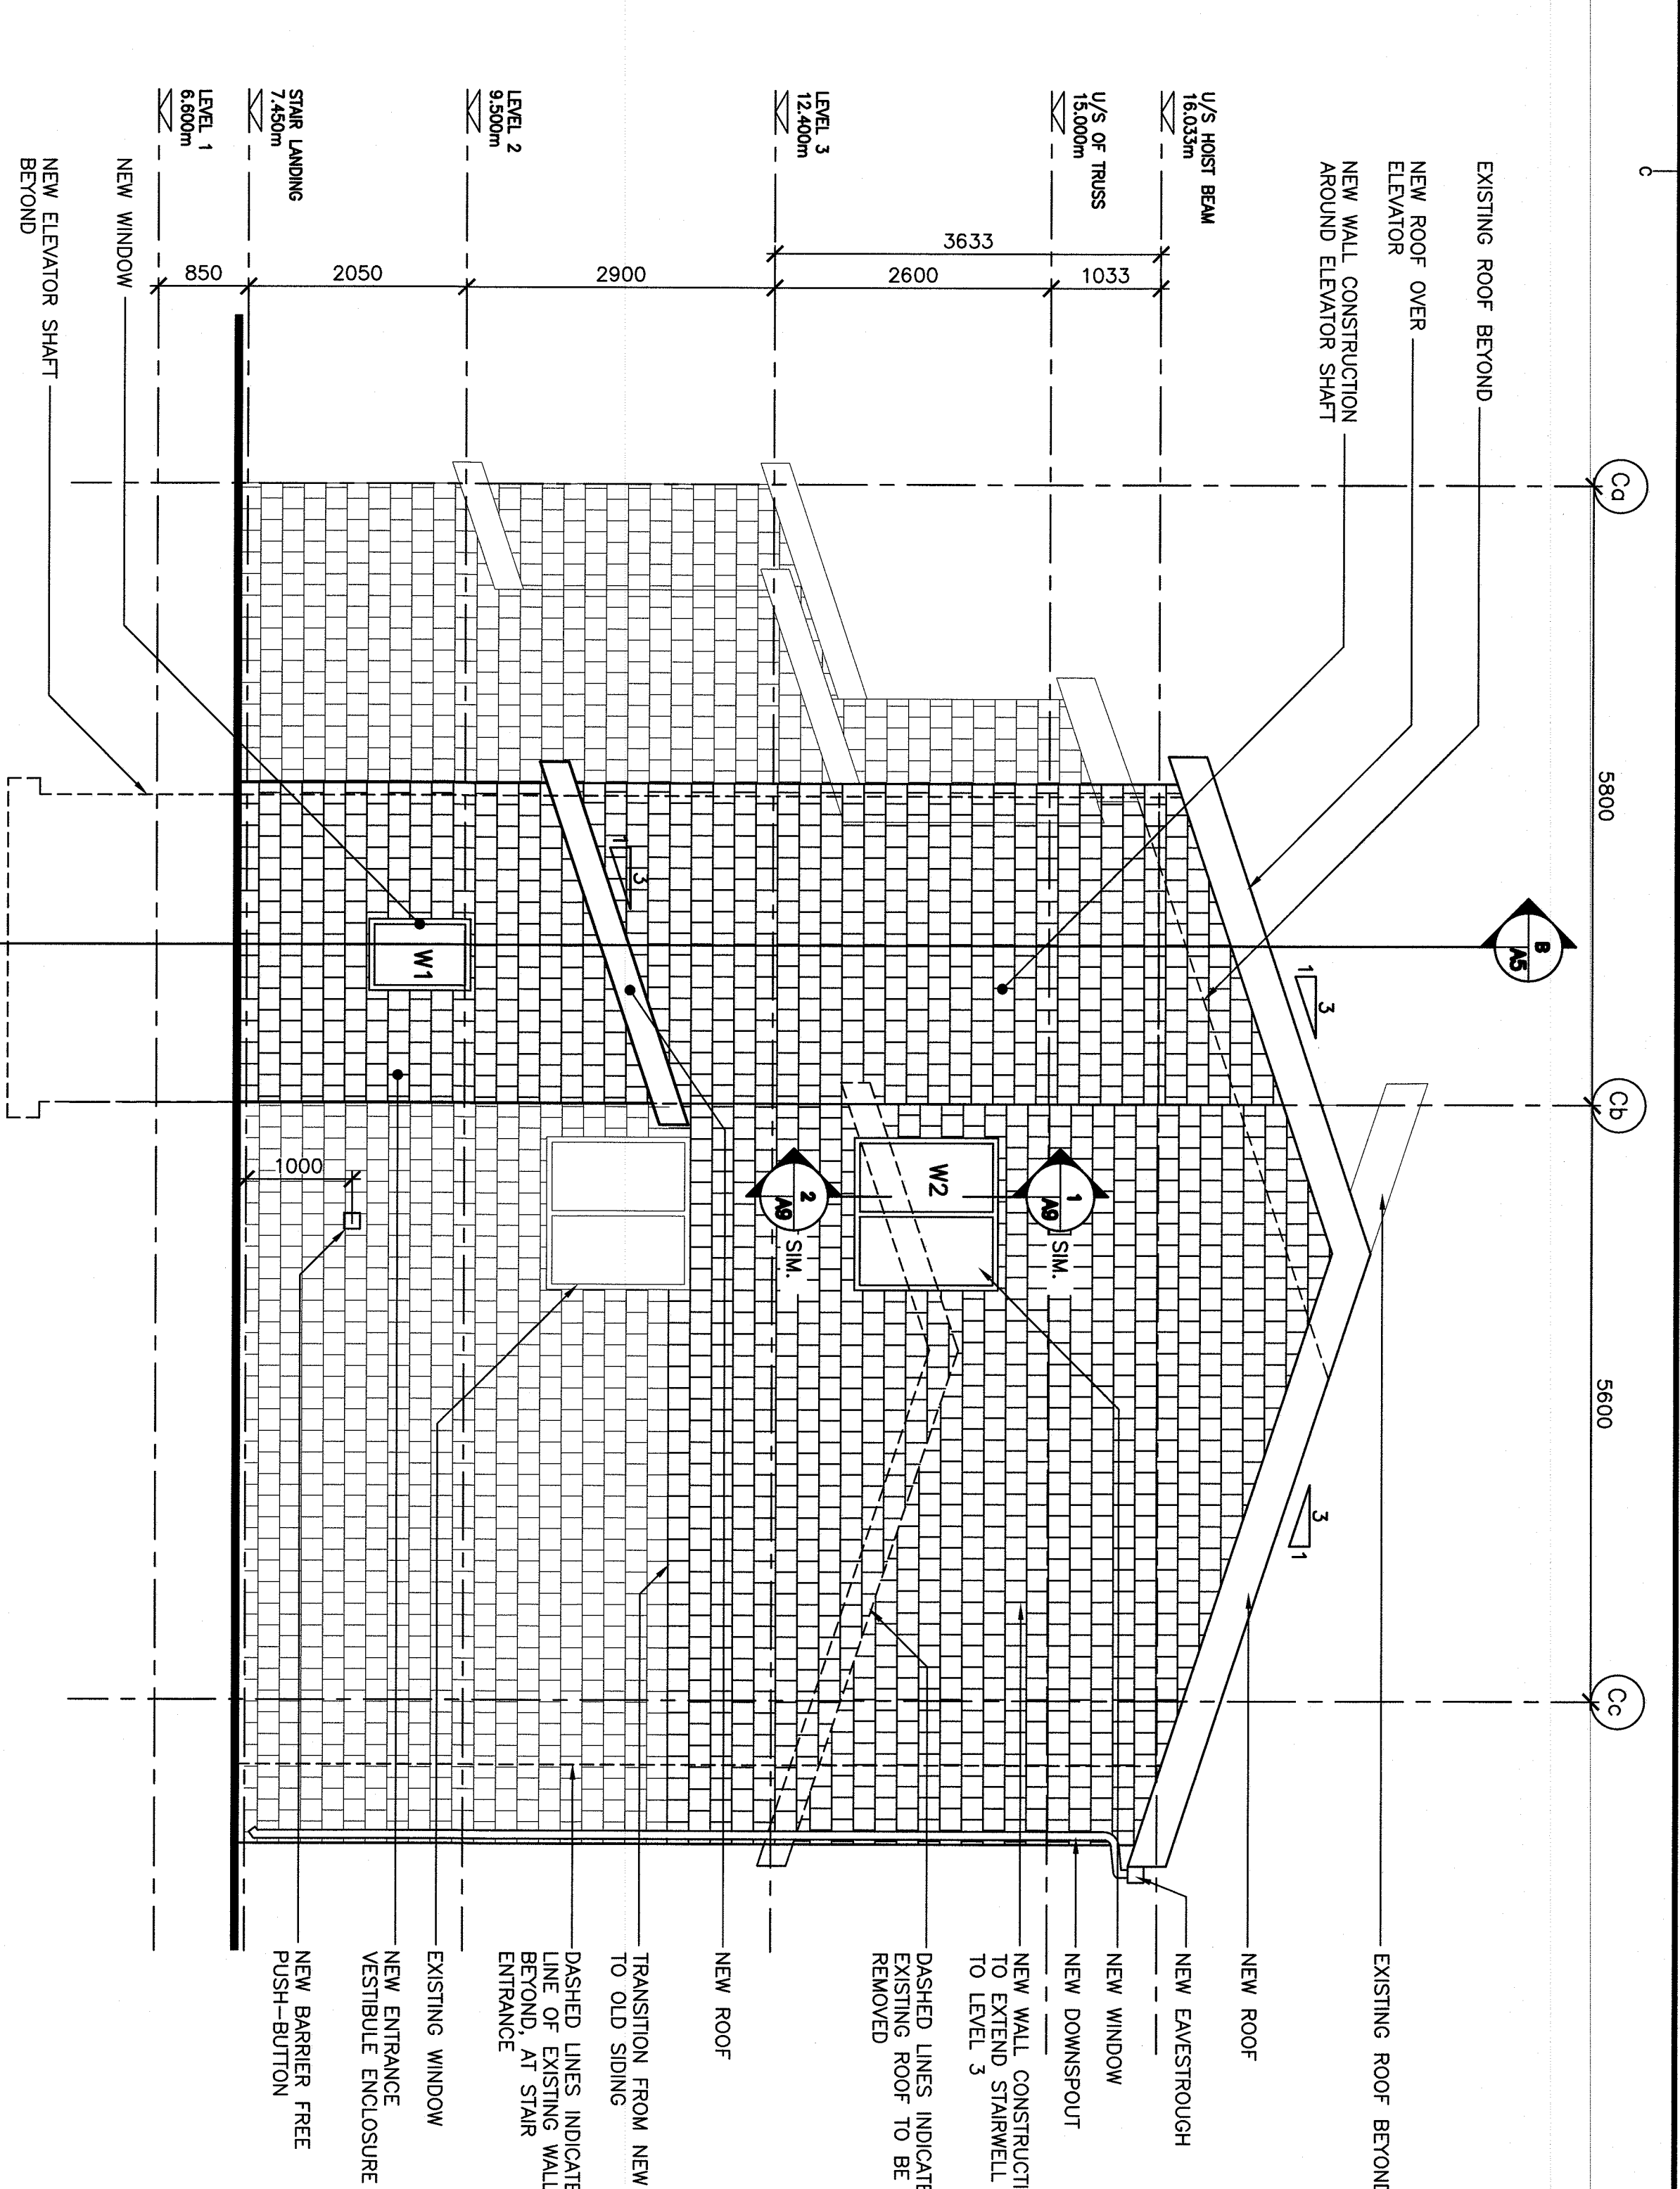 C
Ca
5800
Cb
5600
Cc
B
A5
EXISTING ROOF BEYOND
NEW ROOF OVER
ELEVATOR
NEW WALL CONSTRUCTION
AROUND ELEVATOR SHAFT
U/S HOIST BEAM
16.033m
U/S OF TRUSS
15.000m
LEVEL 3
12.400m
LEVEL 2
9.500m
STAIR LANDING
7.450m
LEVEL 1
6.600m
NEW WINDOW
NEW ELEVATOR SHAFT
BEYOND
3633
1033
2600
2900
2050
850
1
3
3
1
1
3
1
A9
SIM.
W2
2
A9
SIM.
W1
1000
EXISTING ROOF BEYOND
NEW ROOF
NEW EAVESTROUGH
NEW WINDOW
NEW DOWNSPOUT
NEW WALL CONSTRUCTI
TO EXTEND STAIRWELL
TO LEVEL 3
DASHED LINES INDICATE
EXISTING ROOF TO BE
REMOVED
NEW ROOF
TRANSITION FROM NEW
TO OLD SIDING
DASHED LINES INDICATE
LINE OF EXISTING WALL
BEYOND, AT STAIR
ENTRANCE
EXISTING WINDOW
NEW ENTRANCE
VESTIBULE ENCLOSURE
NEW BARRIER FREE
PUSH-BUTTON